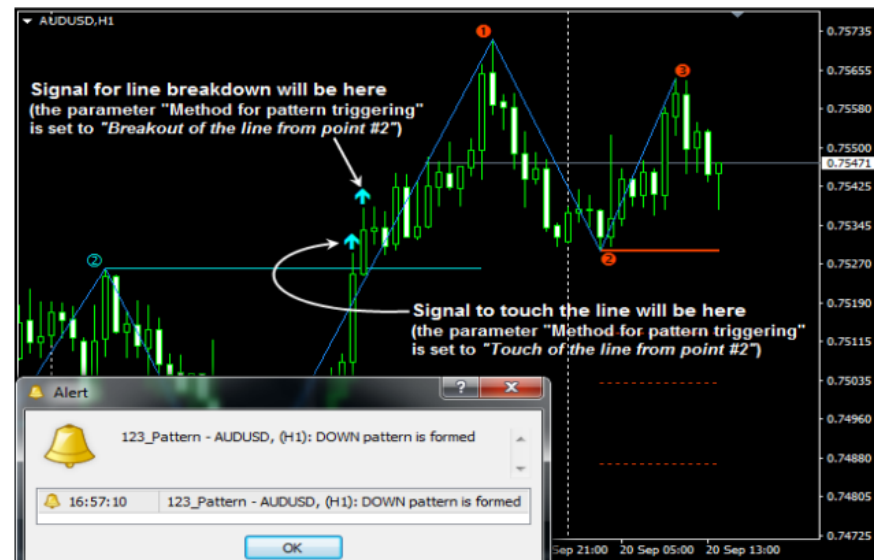 AUDUSD,H1
Signal for line breakdown will be here
(the parameter "Method for pattern triggering"
is set to "Breakout of the line from point #2")
1
3
2
2
Signal to touch the line will be here
(the parameter "Method for pattern triggering"
is set to "Touch of the line from point #2")
0.75735
0.75655
0.75580
0.75500
0.75471
0.75425
0.75345
0.75270
0.75190
0.75115
0.75035
0.74960
0.74880
0.74805
0.74725
Alert
?
X
123_Pattern - AUDUSD, (H1): DOWN pattern is formed
16:57:10 123_Pattern - AUDUSD, (H1): DOWN pattern is formed
OK
Sep 21:00 20 Sep 05:00 20 Sep 13:00